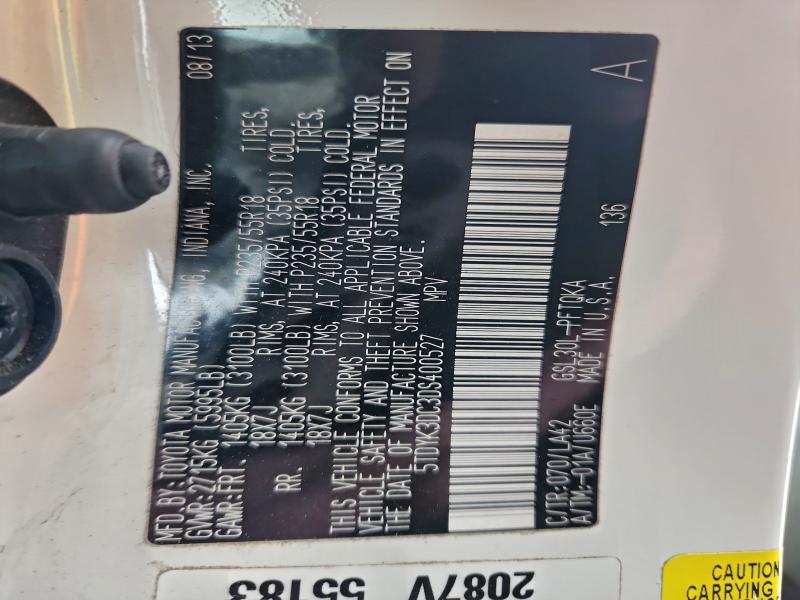 MFD. BY: TOYOTA MOTOR MANUFACTURING, INDIANA, INC. 08/13
GVWR: 2715KG (5995LB)
GAWR: FRT. 1405KG (3100LB) WITH P235/55R18 TIRES,
18X7J RIMS, AT 240KPA (35PSI) COLD.
RR. 1405KG (3100LB) WITH P235/55R18 TIRES,
18X7J RIMS, AT 240KPA (35PSI) COLD.
THIS VEHICLE CONFORMS TO ALL APPLICABLE FEDERAL MOTOR
VEHICLE SAFETY AND THEFT PREVENTION STANDARDS IN EFFECT ON
THE DATE OF MANUFACTURE SHOWN ABOVE.
5TDYK3DC3DS400527 MPV
C/TR:070/LA42 GSL30L-PFTQKA 136
A/TM:-01A/U660E MADE IN U.S.A. A
2087V
55183
CAUTION
CARRYING